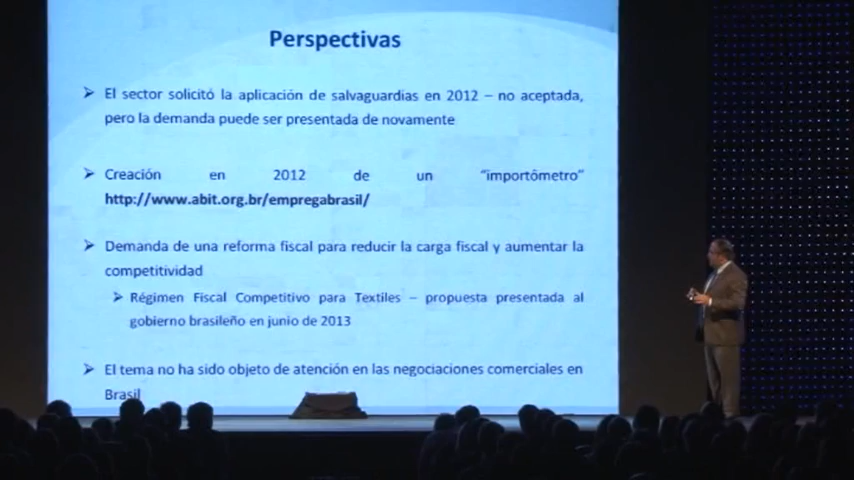 Perspectivas
➢ El sector solicitó la aplicación de salvaguardias en 2012 – no aceptada,
pero la demanda puede ser presentada de novamente
➢ Creación en 2012 de un “importômetro”
http://www.abit.org.br/empregabrasil/
➢ Demanda de una reforma fiscal para reducir la carga fiscal y aumentar la
competitividad
➢ Régimen Fiscal Competitivo para Textiles – propuesta presentada al
gobierno brasileño en junio de 2013
➢ El tema no ha sido objeto de atención en las negociaciones comerciales en
Brasil